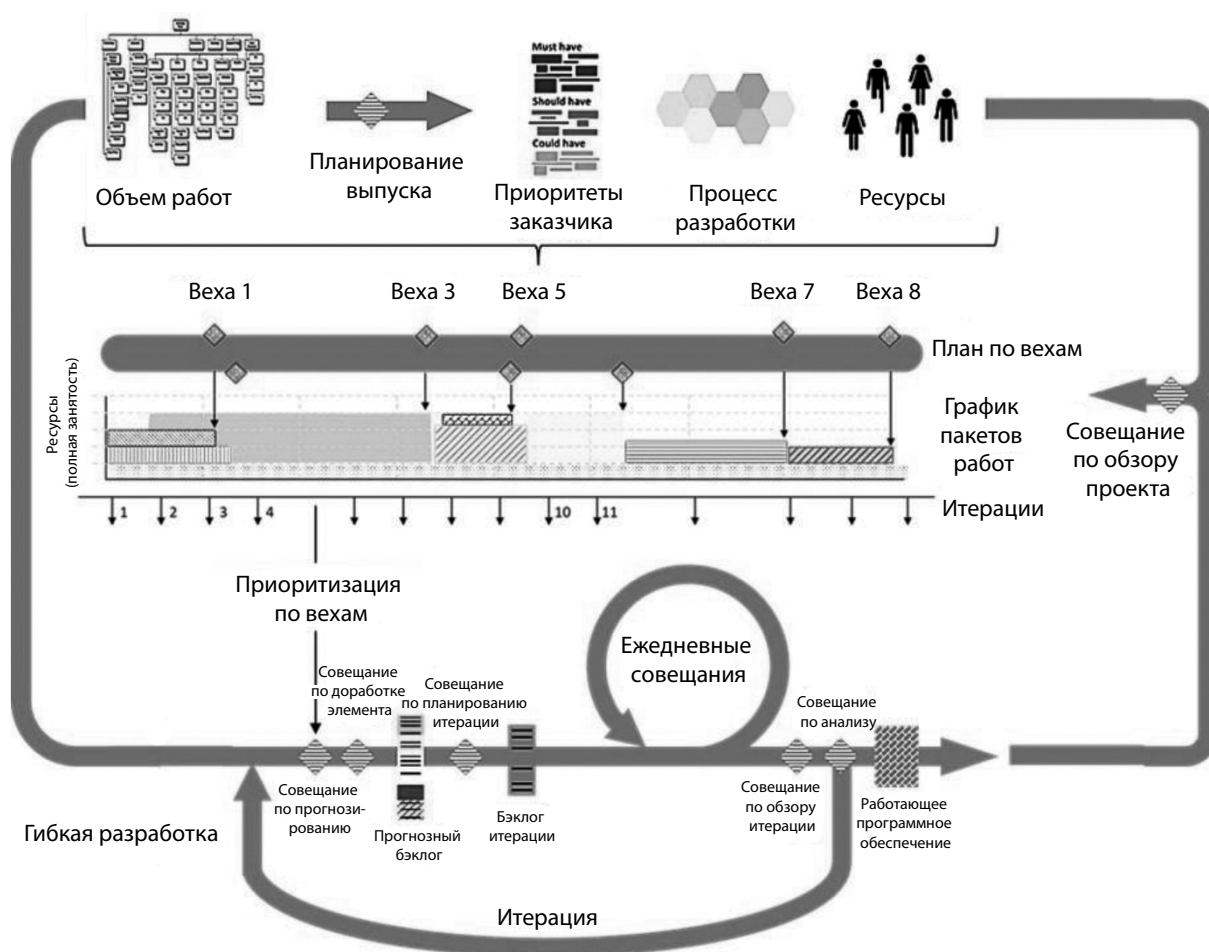 Must have
Should have
Could have
Объем работ
Планирование
выпуска
Приоритеты
заказчика
Процесс
разработки
Ресурсы
Веха 1
Веха 3
Веха 5
Веха 7
Веха 8
План по вехам
Ресурсы
(полная занятость)
График
пакетов
работ
Совещание
по обзору
проекта
1
2
3
4
10
11
Итерации
Приоритизация
по вехам
Ежедневные
совещания
Совещание
по доработке
элемента
Совещание
по планированию
итерации
Совещание
по анализу
Совещание
по прогнози-
рованию
Прогнозный
бэклог
Бэклог
итерации
Совещание
по обзору
итерации
Работающее
программное
обеспечение
Гибкая разработка
Итерация